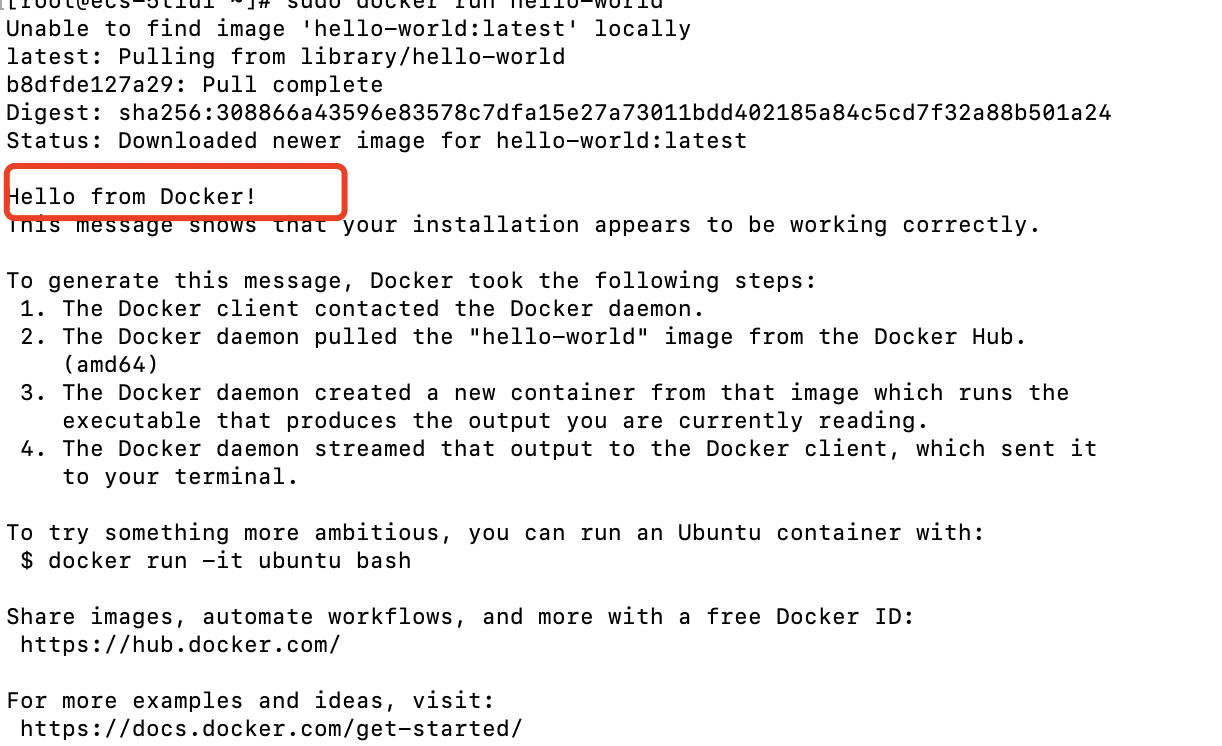 [root@ecs-5tiui ~]# sudo docker run hello-world
Unable to find image 'hello-world:latest' locally
latest: Pulling from library/hello-world
b8dfde127a29: Pull complete
Digest: sha256:308866a43596e83578c7dfa15e27a73011bdd402185a84c5cd7f32a88b501a24
Status: Downloaded newer image for hello-world:latest
Hello from Docker!
This message shows that your installation appears to be working correctly.
To generate this message, Docker took the following steps:
1. The Docker client contacted the Docker daemon.
2. The Docker daemon pulled the "hello-world" image from the Docker Hub.
(amd64)
3. The Docker daemon created a new container from that image which runs the
executable that produces the output you are currently reading.
4. The Docker daemon streamed that output to the Docker client, which sent it
to your terminal.
To try something more ambitious, you can run an Ubuntu container with:
$ docker run -it ubuntu bash
Share images, automate workflows, and more with a free Docker ID:
https://hub.docker.com/
For more examples and ideas, visit:
https://docs.docker.com/get-started/